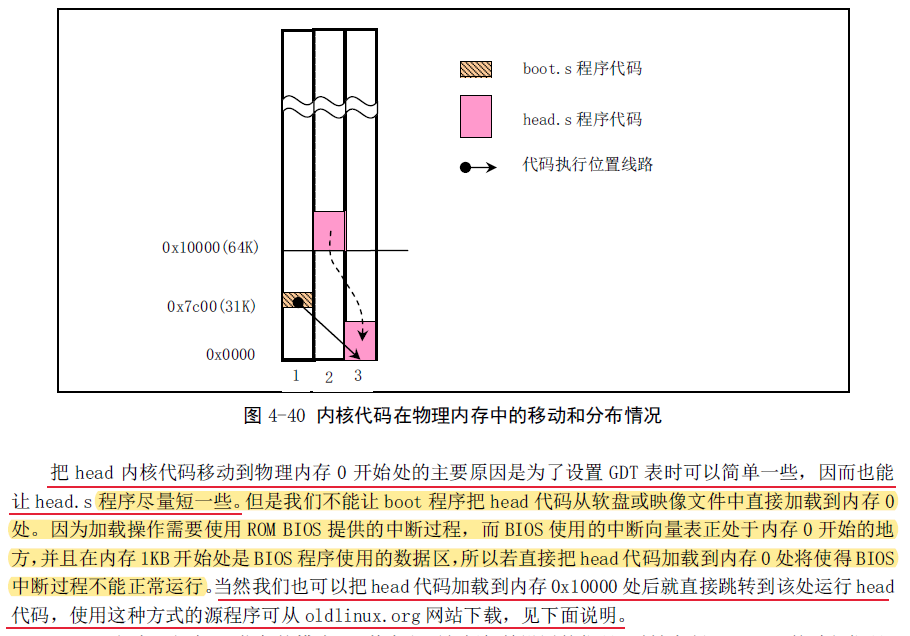 boot.s 程序代码
head.s 程序代码
代码执行位置线路
0x10000(64K)
0x7c00(31K)
0x0000
1 2 3
图 4-40 内核代码在物理内存中的移动和分布情况
把 head 内核代码移动到物理内存 0 开始处的主要原因是为了设置 GDT 表时可以简单一些，因而也能
让 head.s 程序尽量短一些。但是我们不能让 boot 程序把 head 代码从软盘或映像文件中直接加载到内存 0
处。因为加载操作需要使用 ROM BIOS 提供的中断过程，而 BIOS 使用的中断向量表正处于内存 0 开始的地
方，并且在内存 1KB 开始处是 BIOS 程序使用的数据区，所以若直接把 head 代码加载到内存 0 处将使得 BIOS
中断过程不能正常运行。当然我们也可以把 head 代码加载到内存 0x10000 处后就直接跳转到该处运行 head
代码，使用这种方式的源程序可从 oldlinux.org 网站下载，见下面说明。